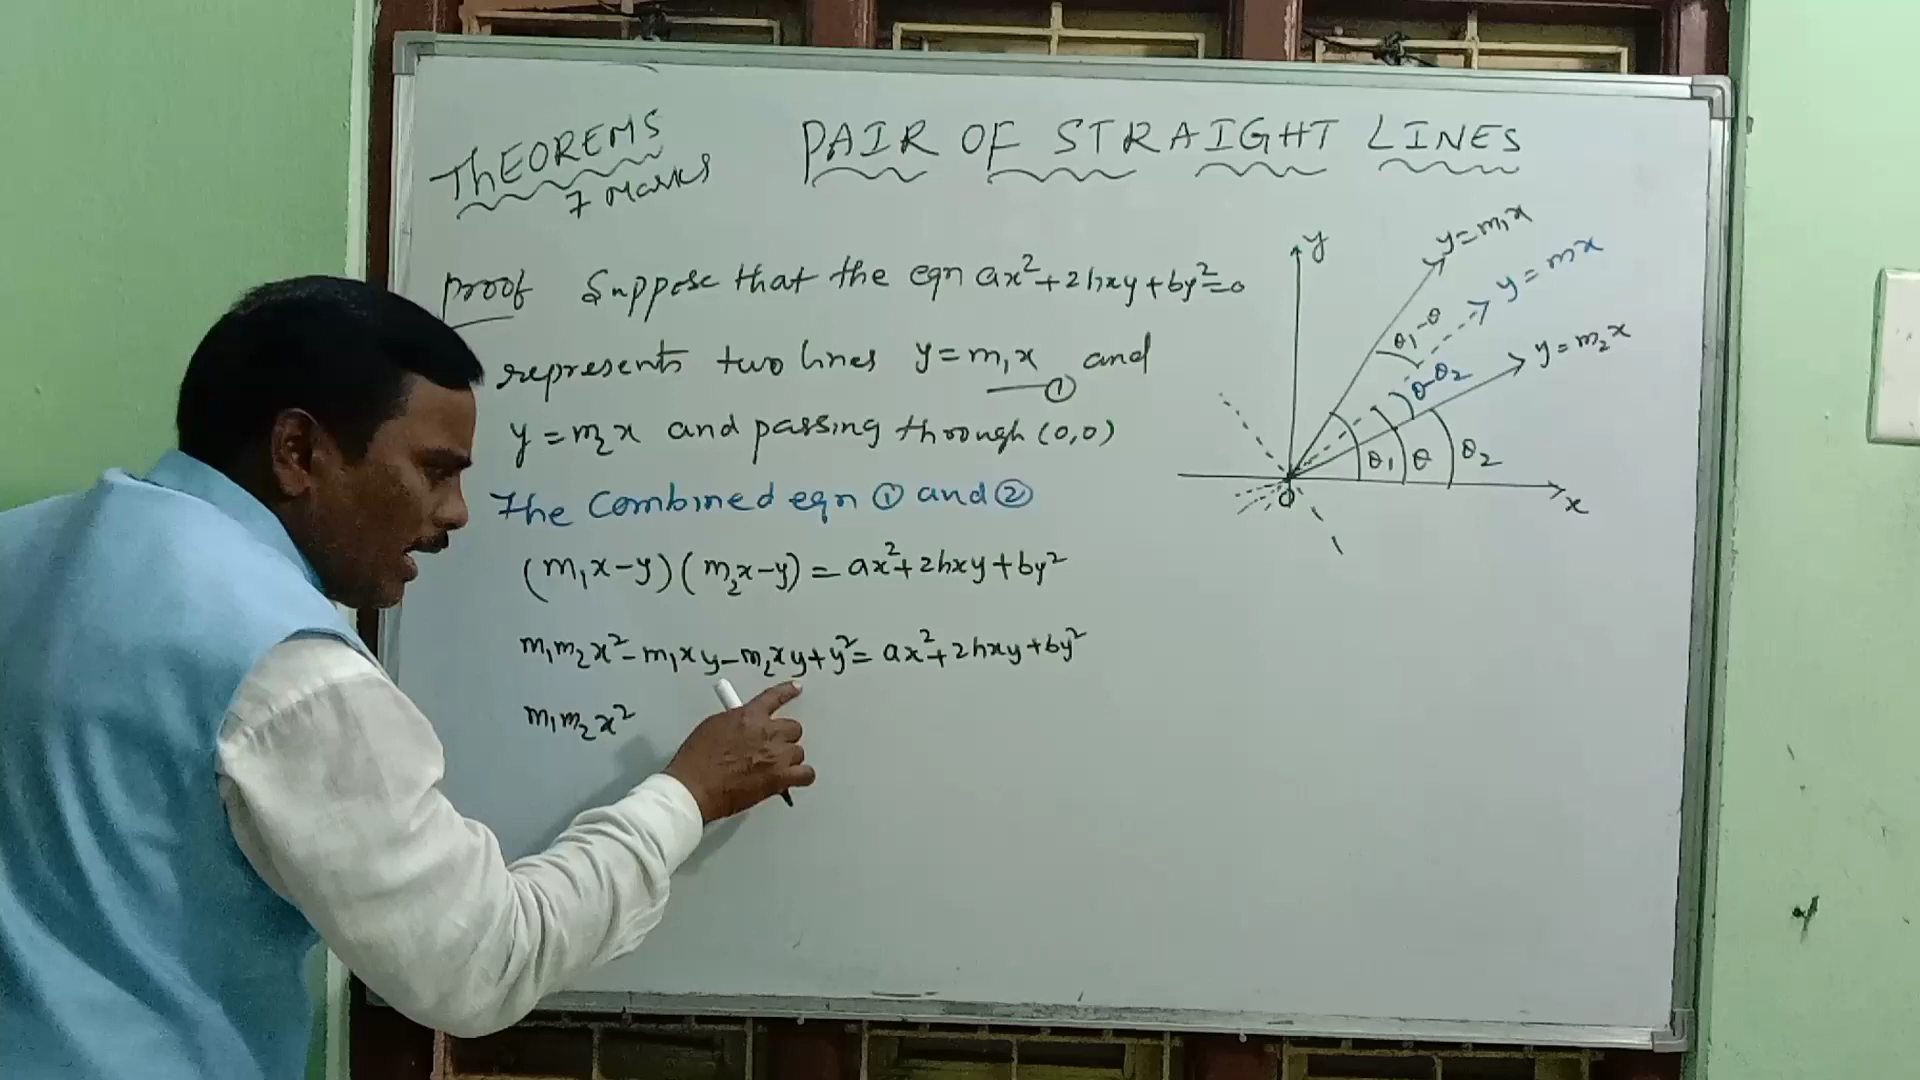 THEOREMS
7 Marks
PAIR OF STRAIGHT LINES
Proof Suppose that the eqn ax²+2hxy+by²=0
represents two lines y=m₁x and
①
y=m₂x and passing through (0,0)
The Combined eqn ① and ②
(m₁x-y)(m₂x-y)=ax²+2hxy+by²
m₁m₂x²-m₁xy-m₂xy+y²=ax²+2hxy+by²
m₁m₂x²
y
y=m₁x
y=mx
θ₁-θ
y=m₂x
θ-θ₂
θ₁ θ θ₂
O
x